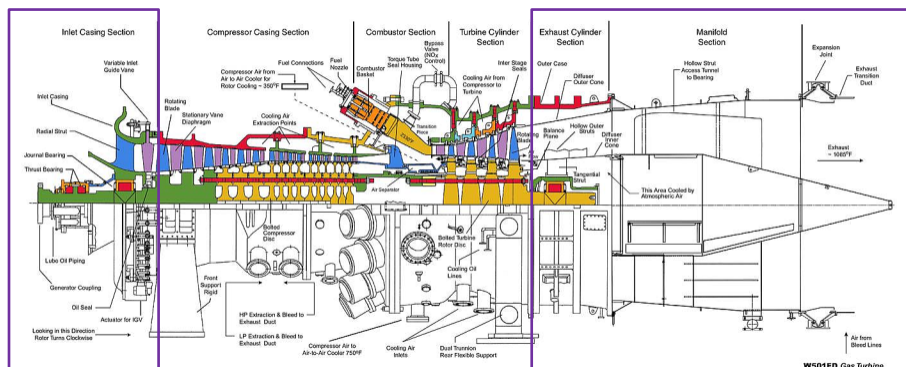 Inlet Casing Section
Compressor Casing Section
Combustor Section
Turbine Cylinder
Section
Exhaust Cylinder
Section
Manifold
Section
Variable Inlet
Guide Vane
Inlet Casing
Radial Strut
Journal Bearing
Thrust Bearing
Rotating
Blade
Stationary Vane
Diaphragm
Compressor Air from
Air to Air Cooler for
Rotor Cooling ~ 350°F
Cooling Air
Extraction Points
Fuel Connections
Fuel
Nozzle
Combustor
Basket
Torque Tube
Seal Housing
Bypass
Valve (NOx
Control)
Transition
Piece
Air Separator
Cooling Air from
Compressor to
Turbine
Inter Stage
Seals
Rotating
Blade
Outer Case
Diffuser
Outer Cone
Balance
Plane
Hollow Outer
Struts
Diffuser
Inner
Cone
Tangential
Strut
Hollow Strut
Access Tunnel
to Bearing
Expansion
Joint
Exhaust
Transition
Duct
Exhaust
~ 1085°F
This Area Cooled by
Atmospheric Air
Lube Oil Piping
Generator Coupling
Oil Seal
Actuator for IGV
Looking in this Direction
Rotor Turns Clockwise
Front
Support
Rigid
Bolted
Compressor
Disc
HP Extraction & Bleed to
Exhaust Duct
LP Extraction & Bleed to
Exhaust Duct
Compressor Air to
Air-to-Air Cooler 750°F
Bolted Turbine
Rotor Disc
Cooling Oil
Lines
Cooling Air
Inlets
Dual Trunnion
Rear Flexible Support
Air from
Bleed Lines
W501FD Gas Turbine